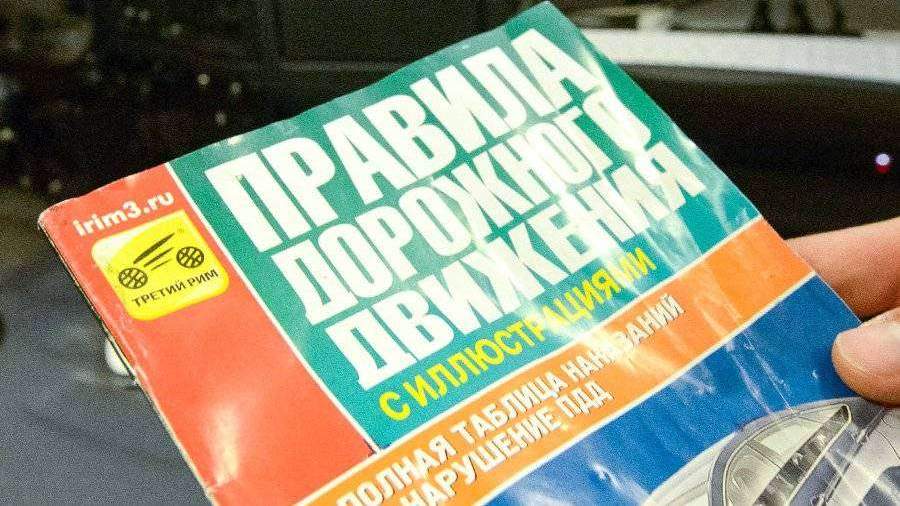 irim3.ru
ТРЕТИЙ РИМ
ПРАВИЛА
ДОРОЖНОГО
ДВИЖЕНИЯ
С ИЛЛЮСТРАЦИЯМИ
ПОЛНАЯ ТАБЛИЦА НАКАЗАНИЙ
НАРУШЕНИЕ ПДД